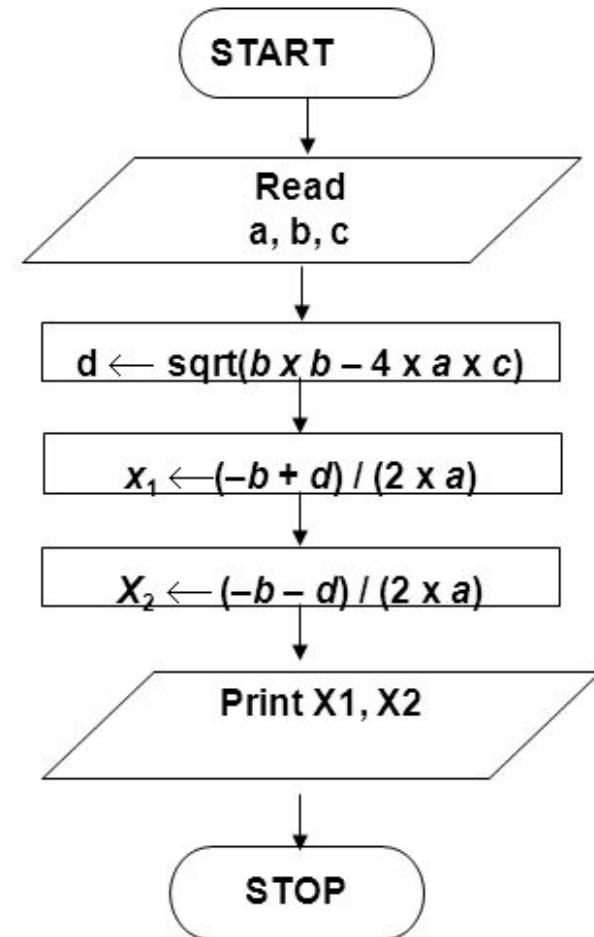 START
Read
a, b, c
d ← sqrt(b x b – 4 x a x c)
x₁ ←(–b + d) / (2 x a)
X₂ ← (–b – d) / (2 x a)
Print X1, X2
STOP